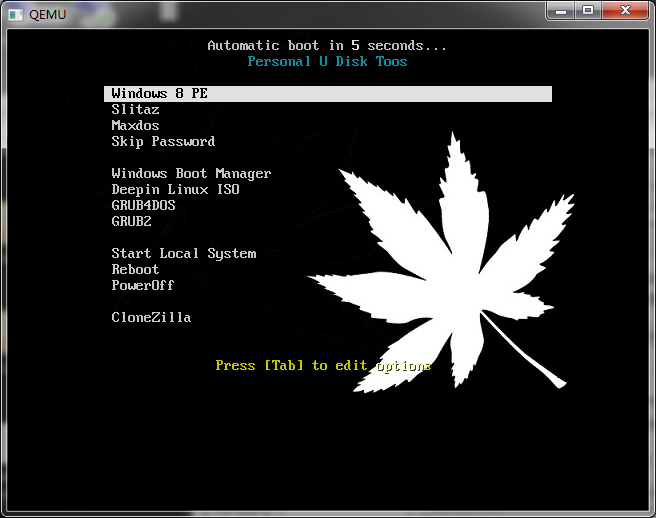 QEMU
Automatic boot in 5 seconds...
Personal U Disk Toos
Windows 8 PE
Slitaz
Maxdos
Skip Password
Windows Boot Manager
Deepin Linux ISO
GRUB4DOS
GRUB2
Start Local System
Reboot
PowerOff
CloneZilla
Press [Tab] to edit options